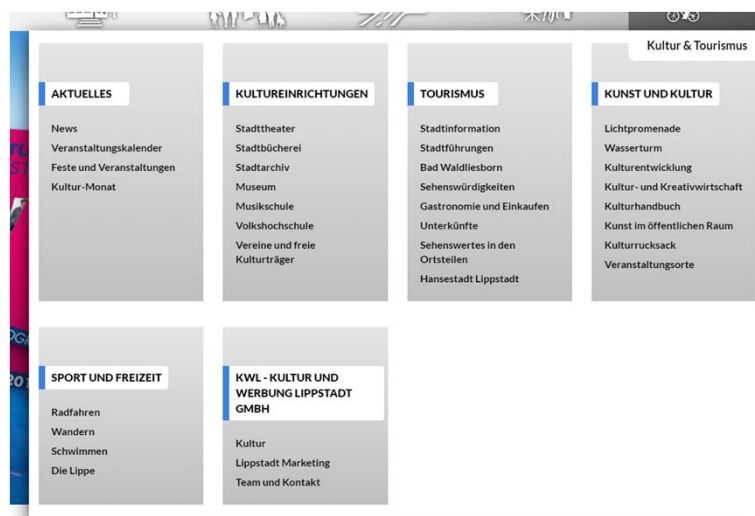 Kultur & Tourismus
AKTUELLES
News
Veranstaltungskalender
Feste und Veranstaltungen
Kultur-Monat
KULTUREINRICHTUNGEN
Stadttheater
Stadtbücherei
Stadtarchiv
Museum
Musikschule
Volkshochschule
Vereine und freie
Kulturträger
TOURISMUS
Stadtinformation
Stadtführungen
Bad Waldliesborn
Sehenswürdigkeiten
Gastronomie und Einkaufen
Unterkünfte
Sehenswertes in den
Ortsteilen
Hansestadt Lippstadt
KUNST UND KULTUR
Lichtpromenade
Wasserturm
Kulturentwicklung
Kultur- und Kreativwirtschaft
Kulturhandbuch
Kunst im öffentlichen Raum
Kulturrucksack
Veranstaltungsorte
SPORT UND FREIZEIT
Radfahren
Wandern
Schwimmen
Die Lippe
KWL - KULTUR UND
WERBUNG LIPPSTADT
GMBH
Kultur
Lippstadt Marketing
Team und Kontakt